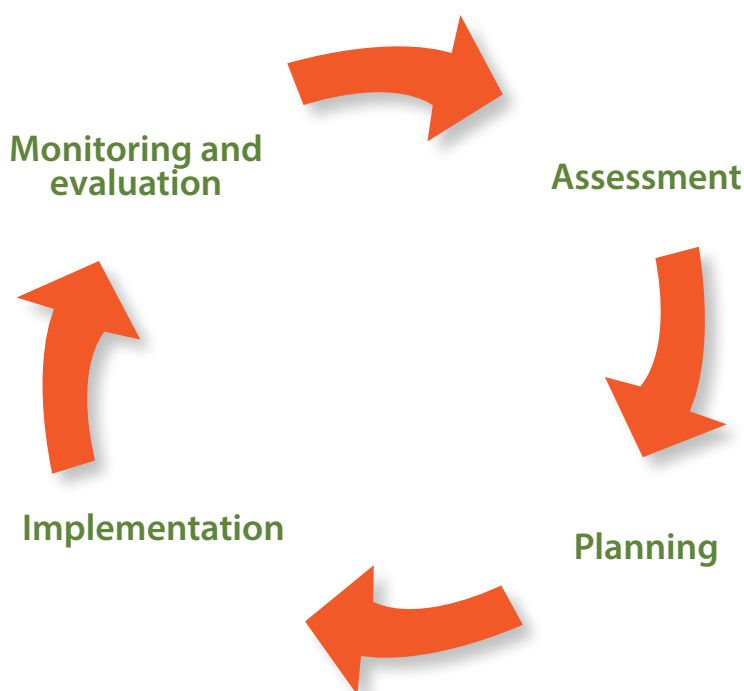 Monitoring and
evaluation
Assessment
Implementation
Planning